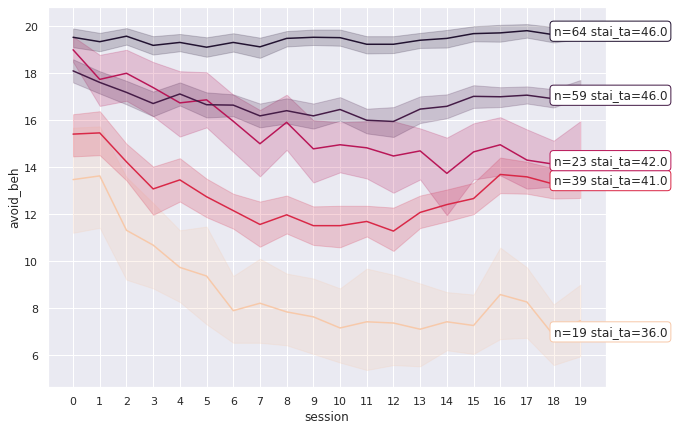 20
18
16
14
12
10
8
6
avoid_beh
n=64 stai_ta=46.0
n=59 stai_ta=46.0
n=23 stai_ta=42.0
n=39 stai_ta=41.0
n=19 stai_ta=36.0
0 1 2 3 4 5 6 7 8 9 10 11 12 13 14 15 16 17 18 19
session